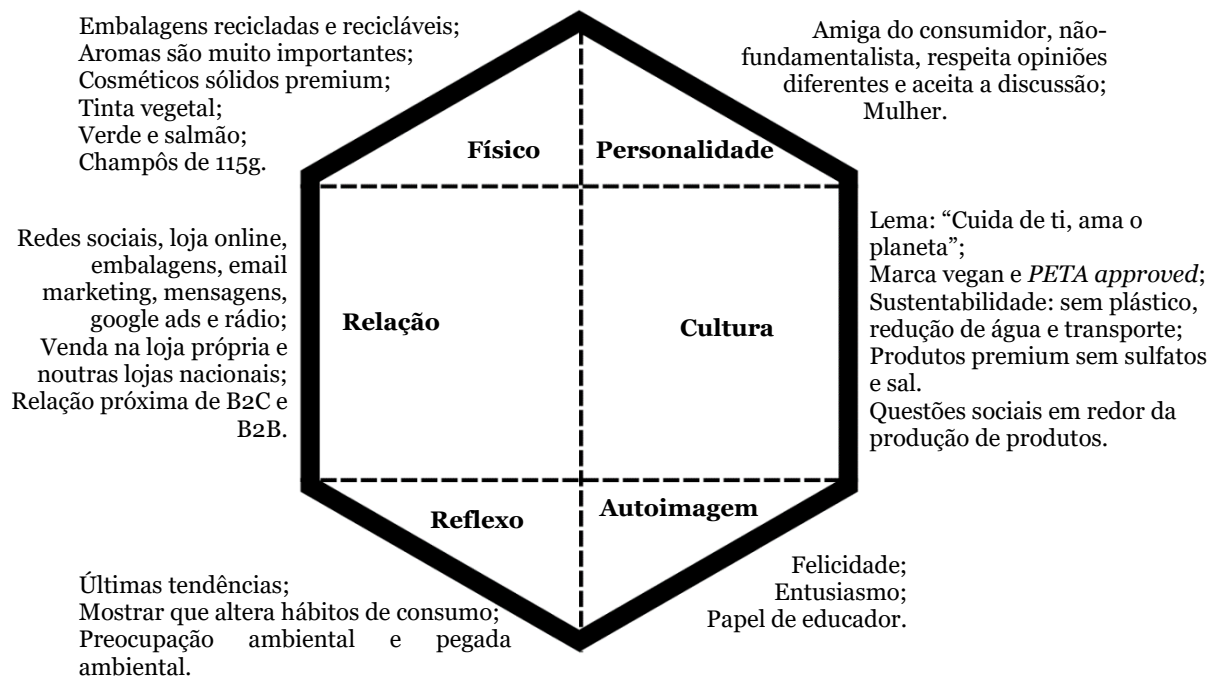 Embalagens recicladas e recicláveis;
Aromas são muito importantes;
Cosméticos sólidos premium;
Tinta vegetal;
Verde e salmão;
Champôs de 115g.
Amiga do consumidor, não-
fundamentalista, respeita opiniões
diferentes e aceita a discussão;
Mulher.
Físico
Personalidade
Redes sociais, loja online,
embalagens, email
marketing, mensagens,
google ads e rádio;
Venda na loja própria e
noutras lojas nacionais;
Relação próxima de B2C e
B2B.
Relação
Cultura
Lema: “Cuida de ti, ama o
planeta”;
Marca vegan e PETA approved;
Sustentabilidade: sem plástico,
redução de água e transporte;
Produtos premium sem sulfatos
e sal.
Questões sociais em redor da
produção de produtos.
Reflexo
Autoimagem
Últimas tendências;
Mostrar que altera hábitos de consumo;
Preocupação ambiental e pegada
ambiental.
Felicidade;
Entusiasmo;
Papel de educador.